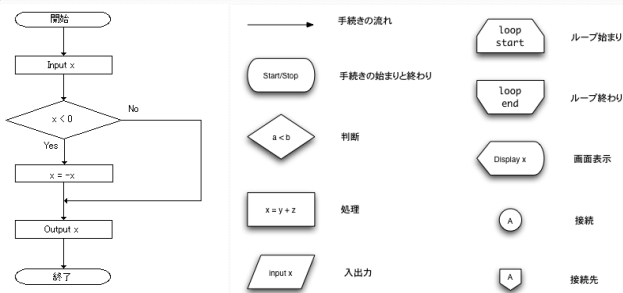 開始
Input x
x < 0
No
Yes
x = -x
Output x
終了
手続きの流れ
Start/Stop
手続きの始まりと終わり
a < b
判断
x = y + z
処理
input x
入出力
loop
start
ループ始まり
loop
end
ループ終わり
Display x
画面表示
A
接続
A
接続先